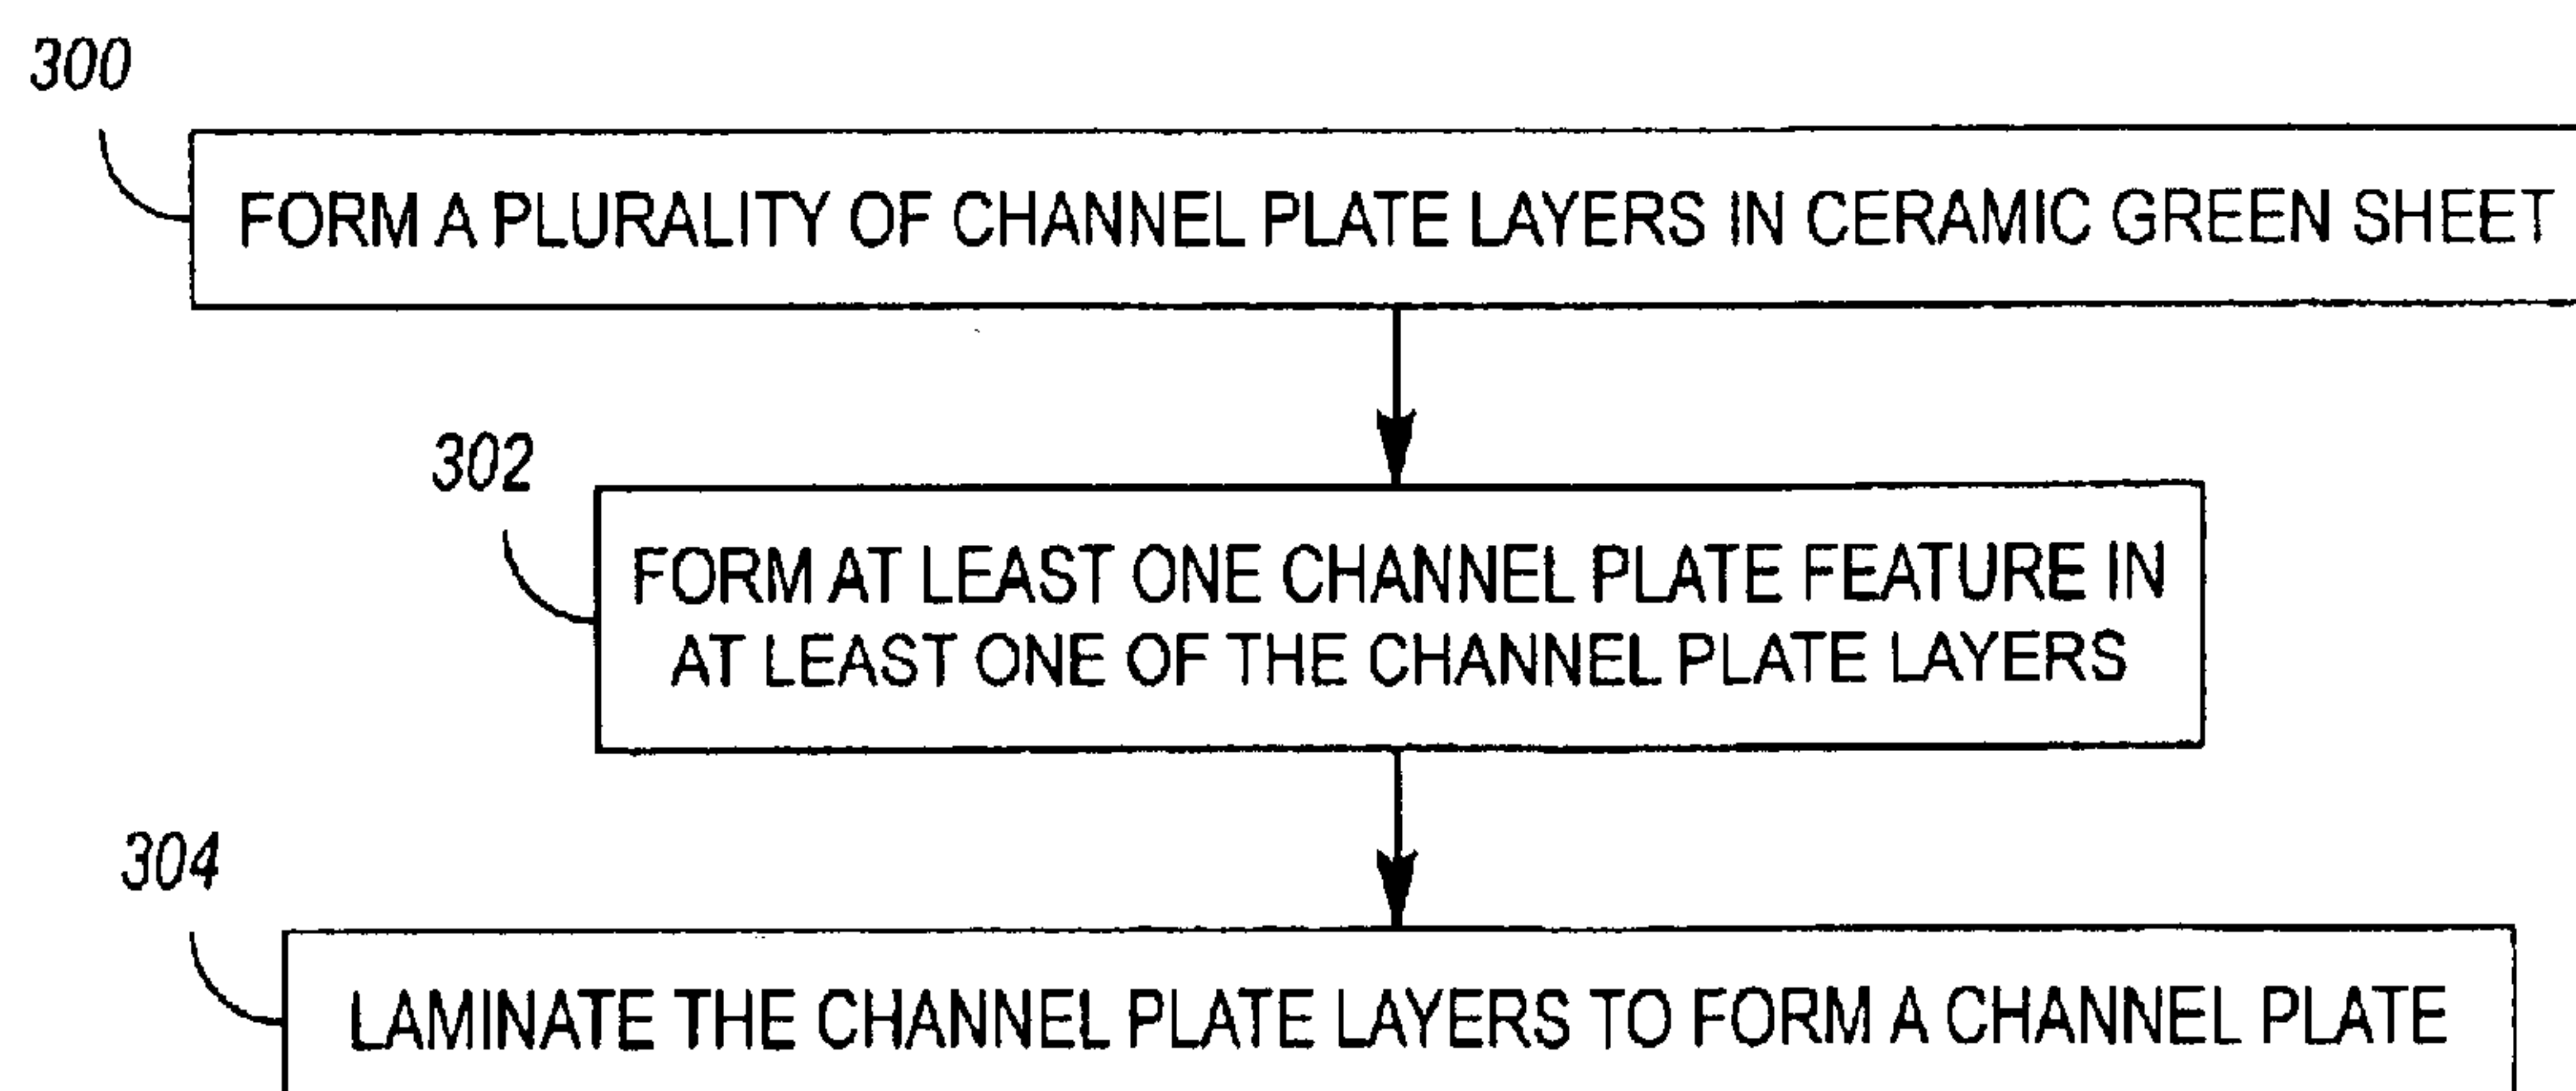 300
FORM A PLURALITY OF CHANNEL PLATE LAYERS IN CERAMIC GREEN SHEET
302
FORM AT LEAST ONE CHANNEL PLATE FEATURE IN
AT LEAST ONE OF THE CHANNEL PLATE LAYERS
304
LAMINATE THE CHANNEL PLATE LAYERS TO FORM A CHANNEL PLATE